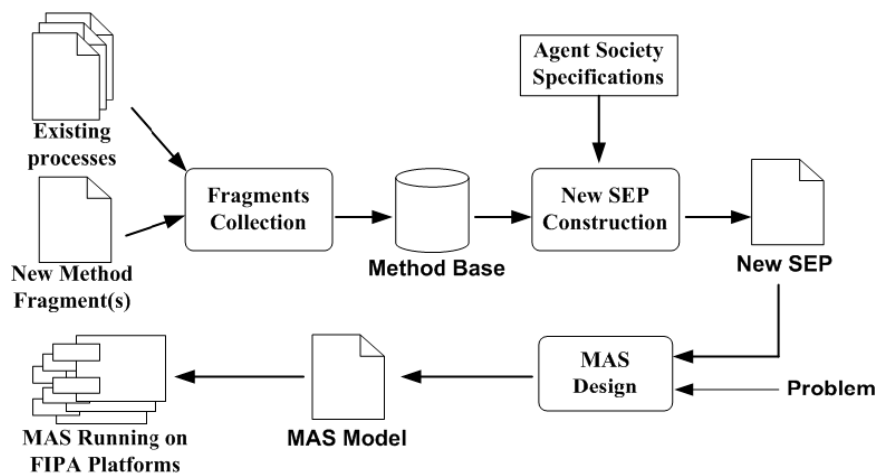 Agent Society
Specifications
Existing
processes
Fragments
Collection
New SEP
Construction
New Method
Fragment(s)
Method Base
New SEP
MAS
Design
Problem
MAS Model
MAS Running on
FIPA Platforms